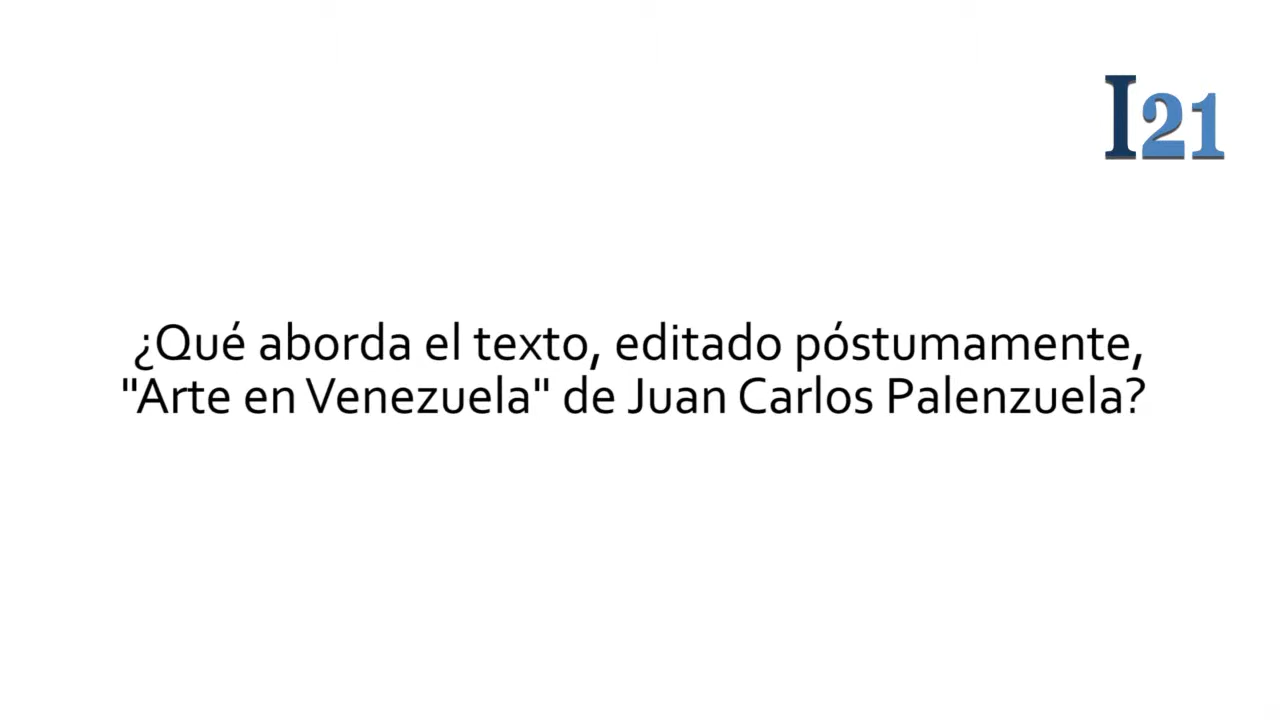 I21
¿Qué aborda el texto, editado póstumamente,
"Arte en Venezuela" de Juan Carlos Palenzuela?